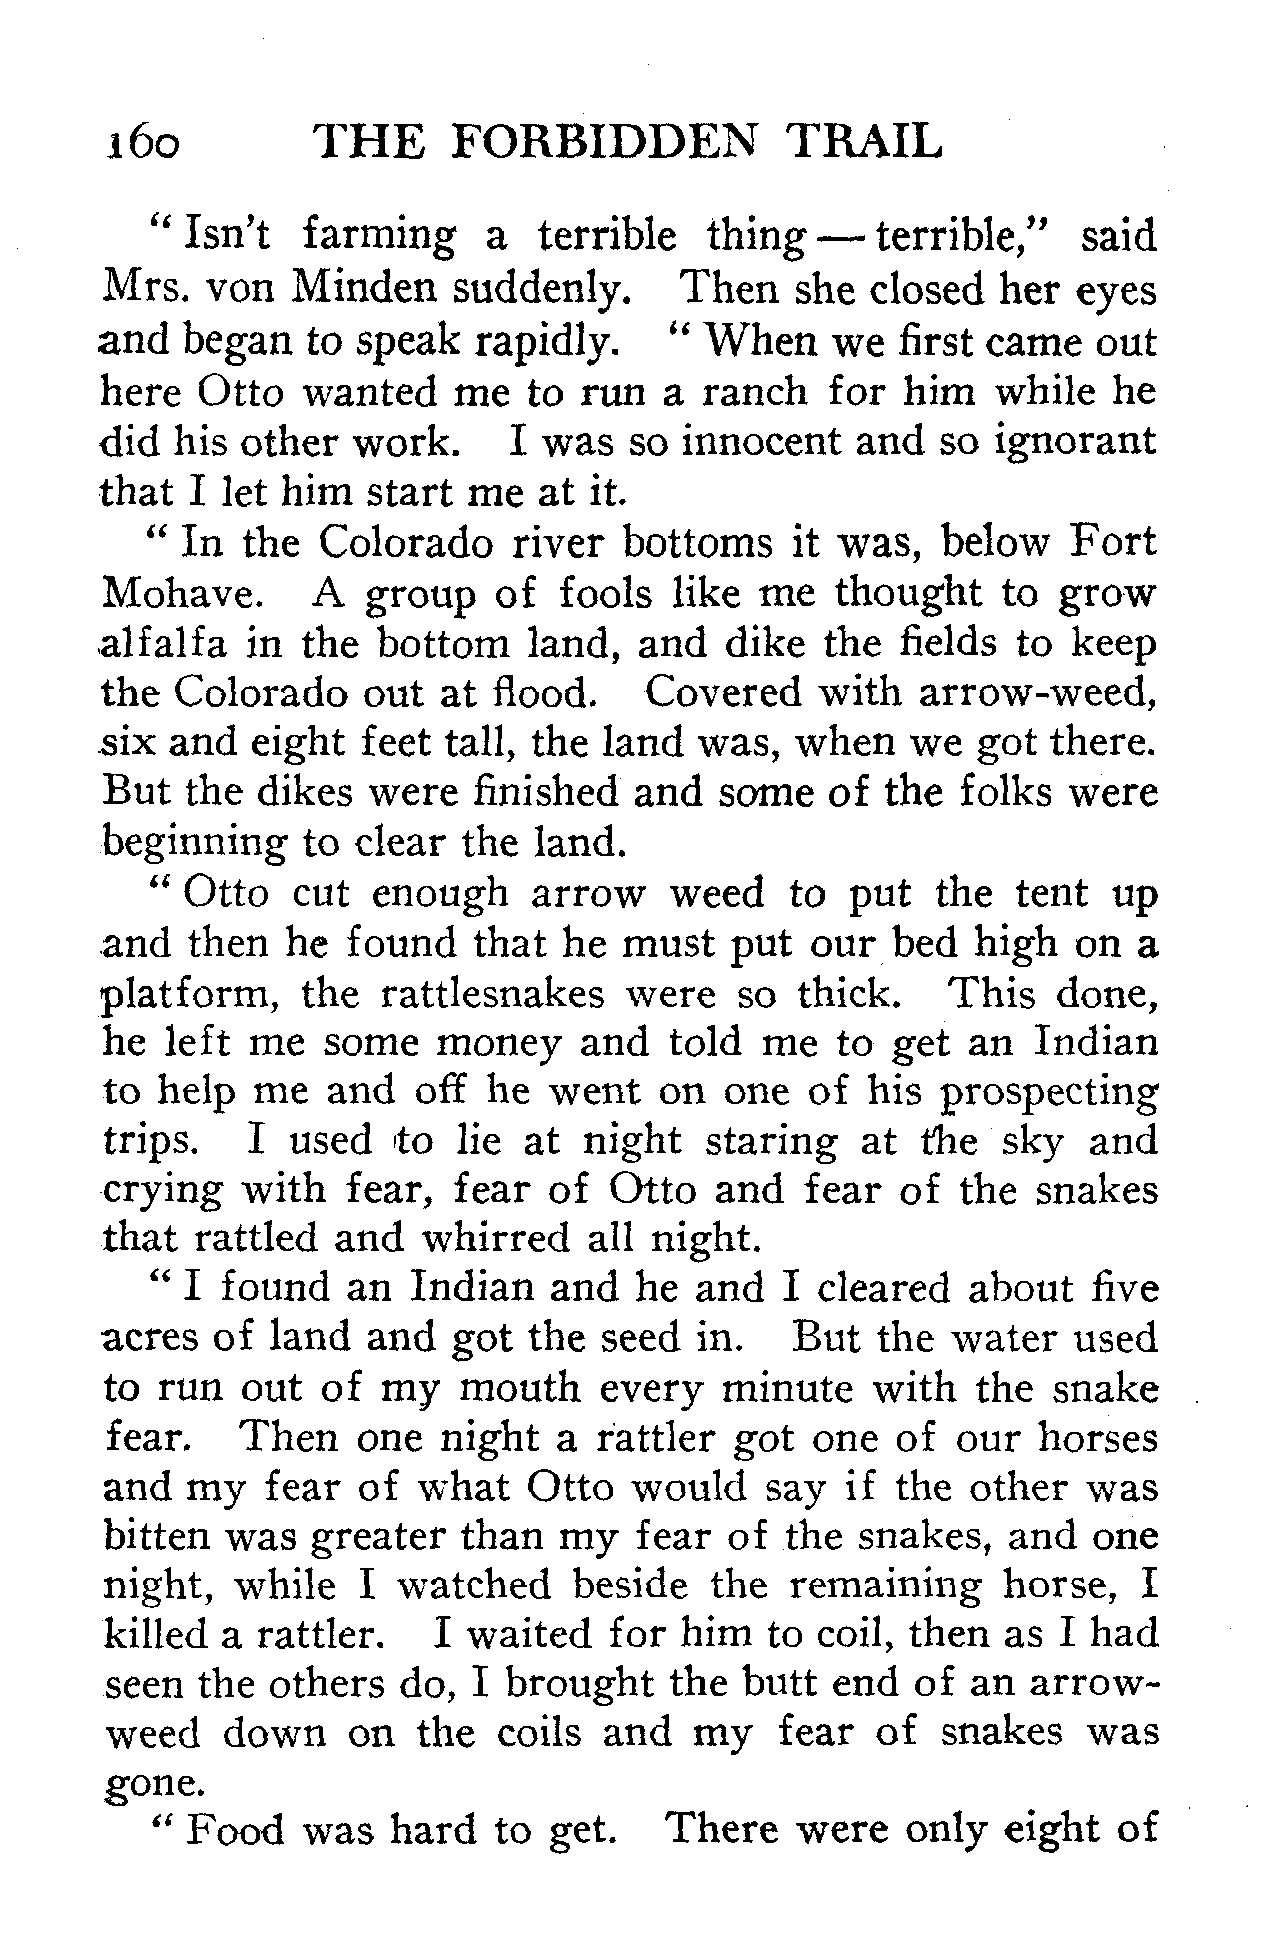 160 THE FORBIDDEN TRAIL
" Isn't farming a terrible thing — terrible," said
Mrs. von Minden suddenly. Then she closed her eyes
and began to speak rapidly. " When we first came out
here Otto wanted me to run a ranch for him while he
did his other work. I was so innocent and so ignorant
that I let him start me at it.
" In the Colorado river bottoms it was, below Fort
Mohave. A group of fools like me thought to grow
alfalfa in the bottom land, and dike the fields to keep
the Colorado out at flood. Covered with arrow-weed,
six and eight feet tall, the land was, when we got there.
But the dikes were finished and some of the folks were
beginning to clear the land.
" Otto cut enough arrow weed to put the tent up
and then he found that he must put our bed high on a
platform, the rattlesnakes were so thick. This done,
he left me some money and told me to get an Indian
to help me and off he went on one of his prospecting
trips. I used to lie at night staring at the sky and
crying with fear, fear of Otto and fear of the snakes
that rattled and whirred all night.
" I found an Indian and he and I cleared about five
acres of land and got the seed in. But the water used
to run out of my mouth every minute with the snake
fear. Then one night a rattler got one of our horses
and my fear of what Otto would say if the other was
bitten was greater than my fear of the snakes, and one
night, while I watched beside the remaining horse, I
killed a rattler. I waited for him to coil, then as I had
seen the others do, I brought the butt end of an arrow-
weed down on the coils and my fear of snakes was
gone.
" Food was hard to get. There were only eight of